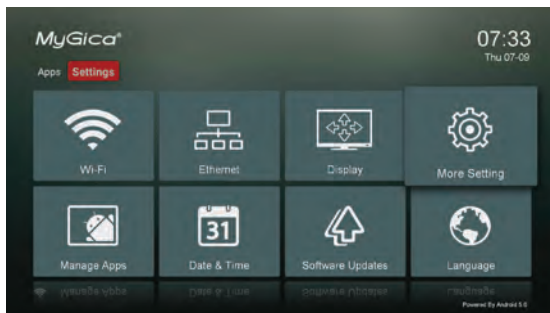 MyGica®
07:33
Thu 07-09
Apps Settings
Wi-Fi Ethernet Display More Setting
31
Manage Apps Date & Time Software Updates Language
Powered By Android 5.0